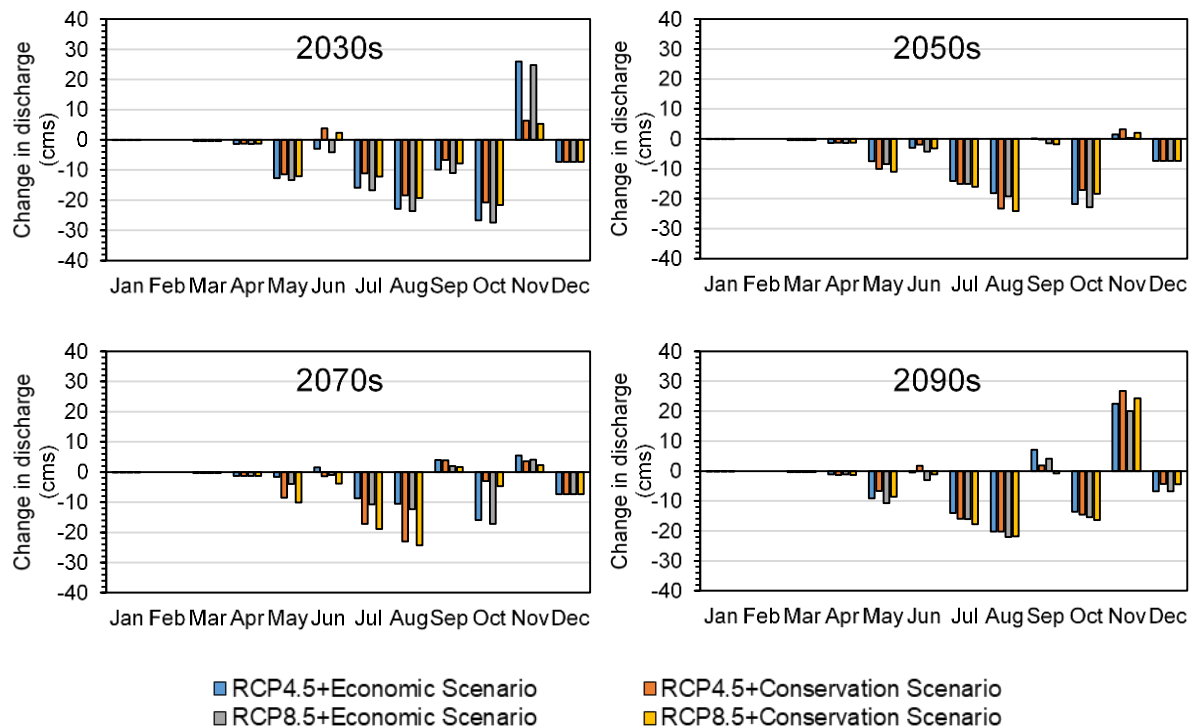 2030s
Change in discharge
(cms)
40
30
20
10
0
-10
-20
-30
-40
Jan Feb Mar Apr May Jun Jul Aug Sep Oct Nov Dec
2050s
Change in discharge
(cms)
40
30
20
10
0
-10
-20
-30
-40
Jan Feb Mar Apr May Jun Jul Aug Sep Oct Nov Dec
2070s
Change in discharge
(cms)
40
30
20
10
0
-10
-20
-30
-40
Jan Feb Mar Apr May Jun Jul Aug Sep Oct Nov Dec
2090s
Change in discharge
(cms)
40
30
20
10
0
-10
-20
-30
-40
Jan Feb Mar Apr May Jun Jul Aug Sep Oct Nov Dec
RCP4.5+Economic Scenario
RCP4.5+Conservation Scenario
RCP8.5+Economic Scenario
RCP8.5+Conservation Scenario